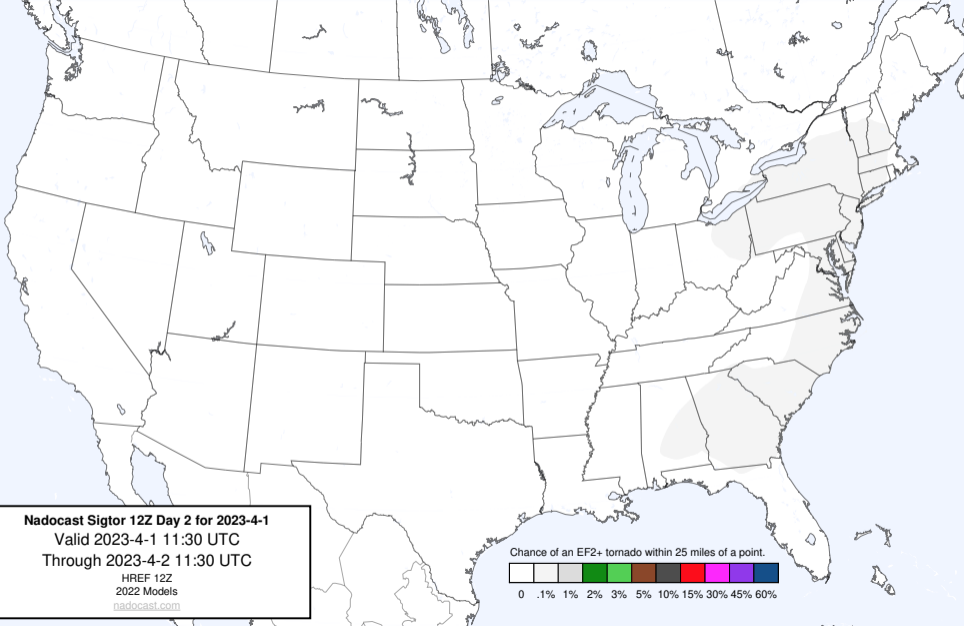 Nadocast Sigtor 12Z Day 2 for 2023-4-1
Valid 2023-4-1 11:30 UTC
Through 2023-4-2 11:30 UTC
HREF 12Z
2022 Models
nadocast.com
Chance of an EF2+ tornado within 25 miles of a point.
0 .1% 1% 2% 3% 5% 10% 15% 30% 45% 60%